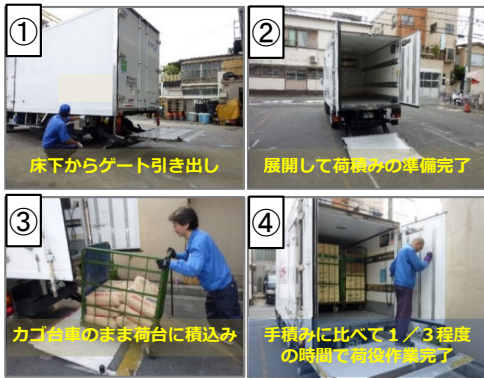 ①
床下からゲート引き出し
②
展開して荷積みの準備完了
③
カゴ台車のまま荷台に積込み
④
手積みに比べて１／３程度
の時間で荷役作業完了